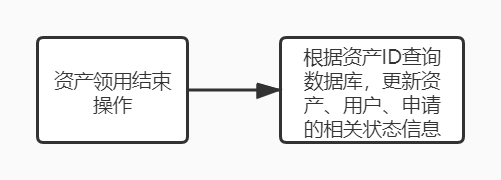 资产领用结束
操作
根据资产ID查询
数据库，更新资
产、用户、申请
的相关状态信息